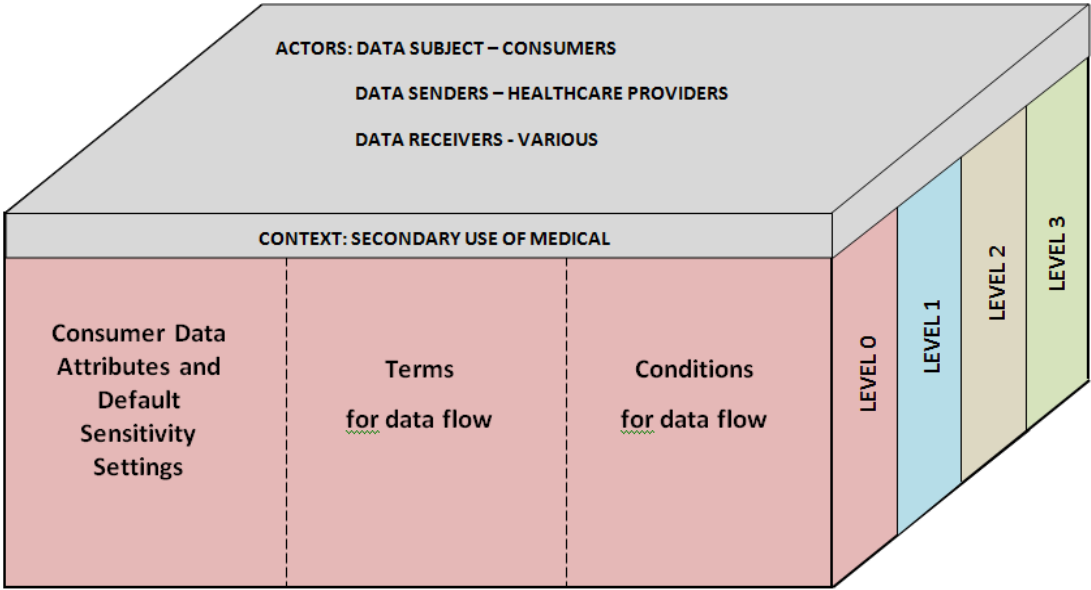 ACTORS: DATA SUBJECT – CONSUMERS
DATA SENDERS – HEALTHCARE PROVIDERS
DATA RECEIVERS - VARIOUS
CONTEXT: SECONDARY USE OF MEDICAL
Consumer Data
Attributes and
Default
Sensitivity
Settings
Terms
for data flow
Conditions
for data flow
LEVEL 0
LEVEL 1
LEVEL 2
LEVEL 3